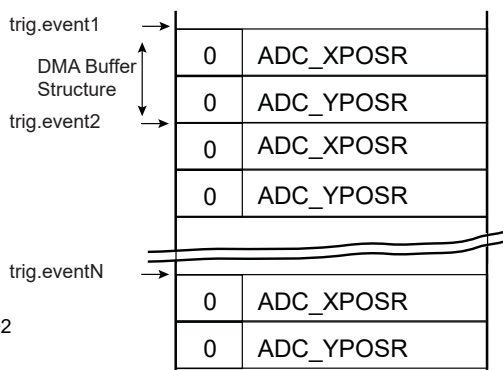 trig.event1
0 ADC_XPOSR
DMA Buffer
Structure
0 ADC_YPOSR
trig.event2
0 ADC_XPOSR
0 ADC_YPOSR
trig.eventN
0 ADC_XPOSR
2
0 ADC_YPOSR